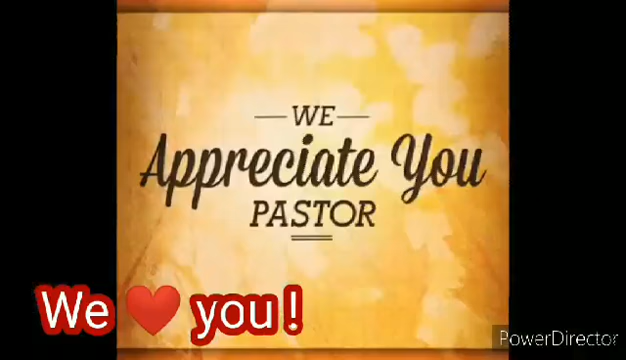 WE
Appreciate You
PASTOR
We ❤️ you!
PowerDirector